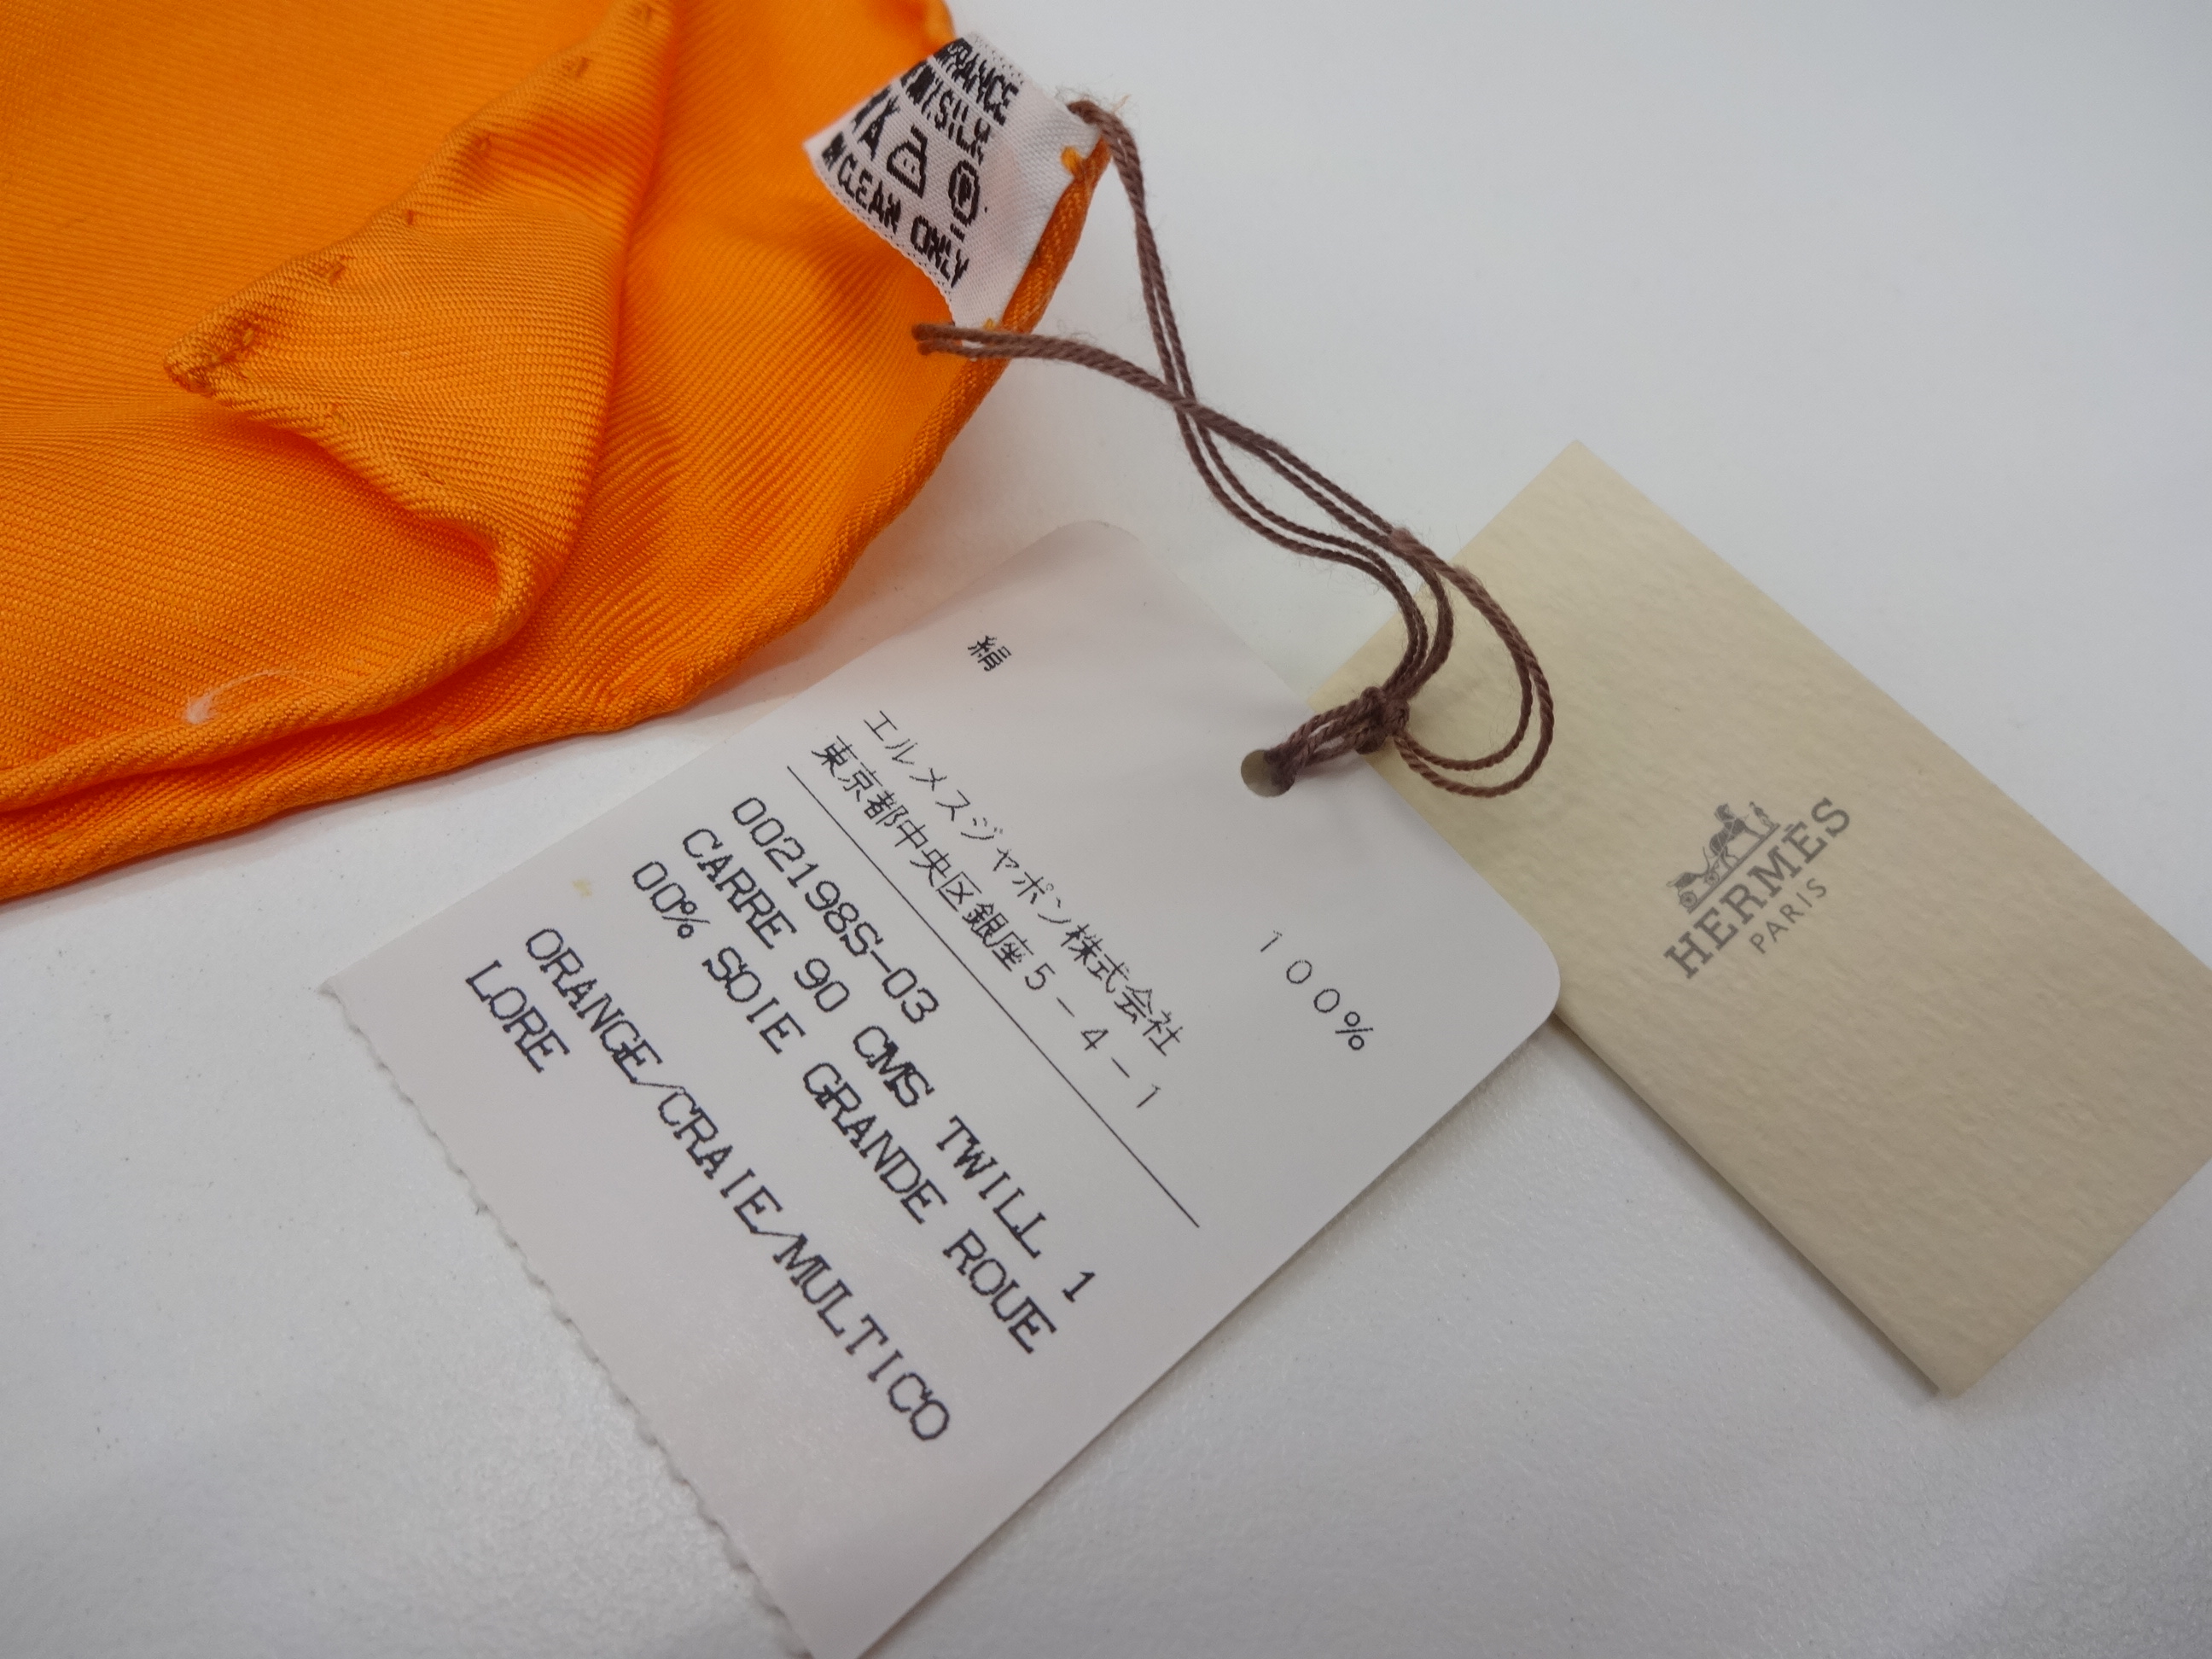 FRANCE
SILK
CLEAN ONLY
絹 100%
エルメスジャポン株式会社
東京都中央区銀座5-4-1
002198S-03
CARRE 90 CMS TWILL 1
00% SOIE GRANDE ROUE
ORANGE/CRAIE/MULTICO
LORE
HERMÈS
PARIS